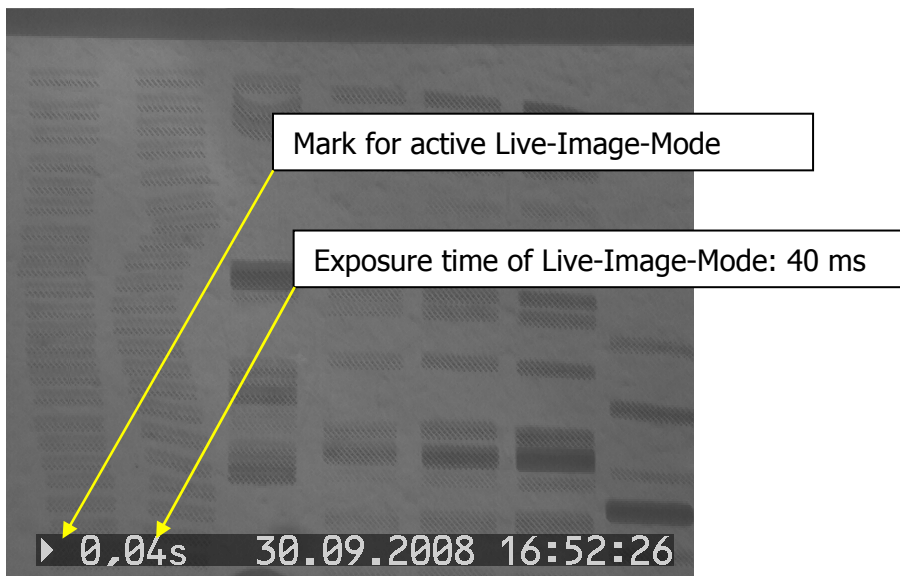 Mark for active Live-Image-Mode
Exposure time of Live-Image-Mode: 40 ms
0,04s 30.09.2008 16:52:26